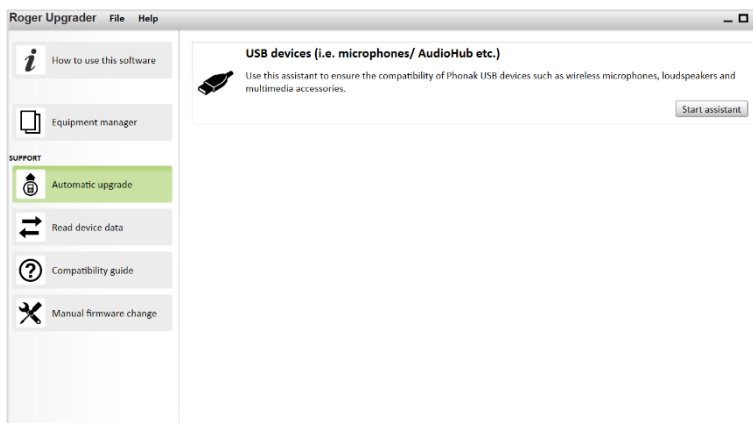 Roger Upgrader File Help
How to use this software
Equipment manager
SUPPORT
Automatic upgrade
Read device data
Compatibility guide
Manual firmware change
USB devices (i.e. microphones/ AudioHub etc.)
Use this assistant to ensure the compatibility of Phonak USB devices such as wireless microphones, loudspeakers and
multimedia accessories.
Start assistant